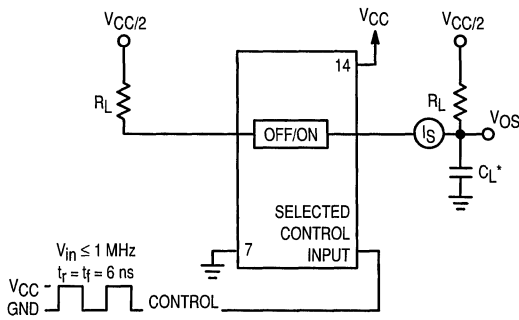 VCC/2
VCC
VCC/2
14
RL
RL
VOS
OFF/ON
IS
CL*
SELECTED
CONTROL
INPUT
7
Vin ≤ 1 MHz
tr = tf = 6 ns
VCC
GND
CONTROL